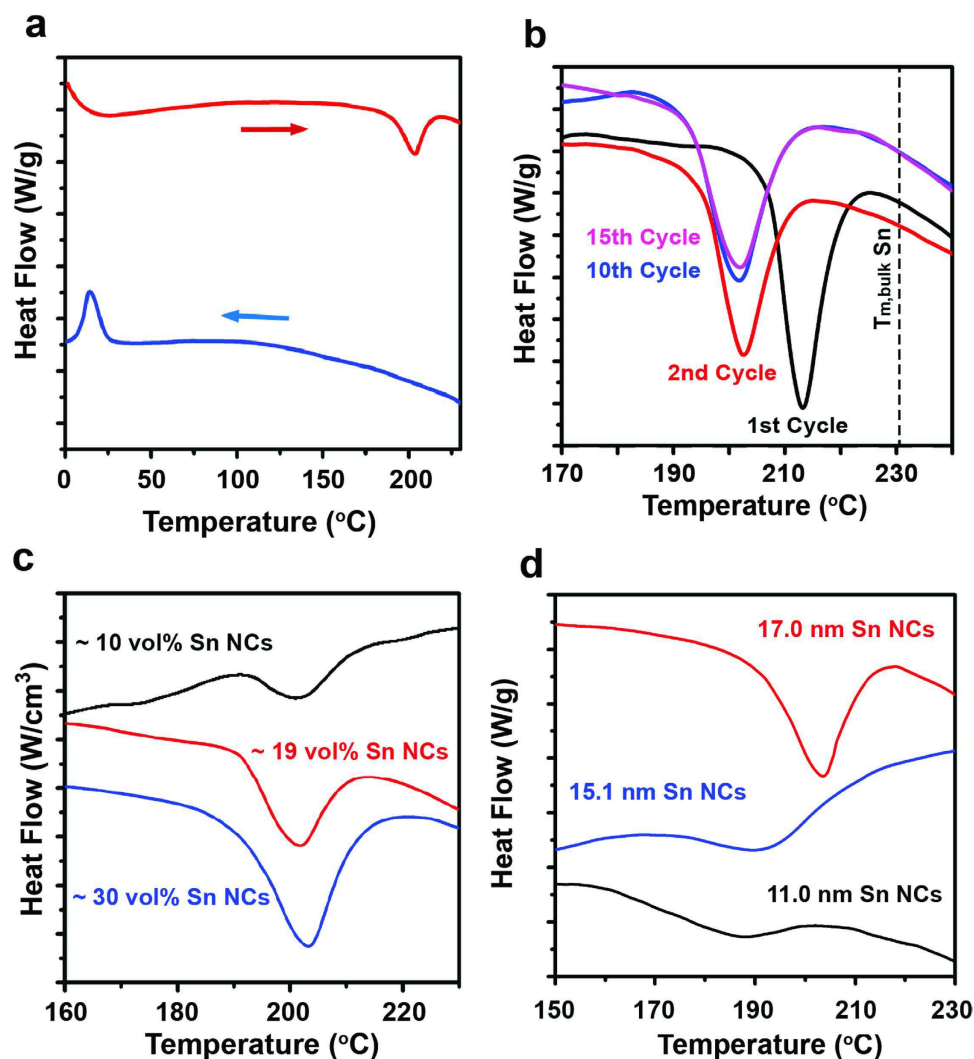 a
Heat Flow (W/g)
0 50 100 150 200
Temperature (°C)
b
Heat Flow (W/g)
15th Cycle
10th Cycle
2nd Cycle
1st Cycle
Tm,bulk Sn
170 190 210 230
Temperature (°C)
c
Heat Flow (W/cm³)
~ 10 vol% Sn NCs
~ 19 vol% Sn NCs
~ 30 vol% Sn NCs
160 180 200 220
Temperature (°C)
d
Heat Flow (W/g)
17.0 nm Sn NCs
15.1 nm Sn NCs
11.0 nm Sn NCs
150 170 190 210 230
Temperature (°C)